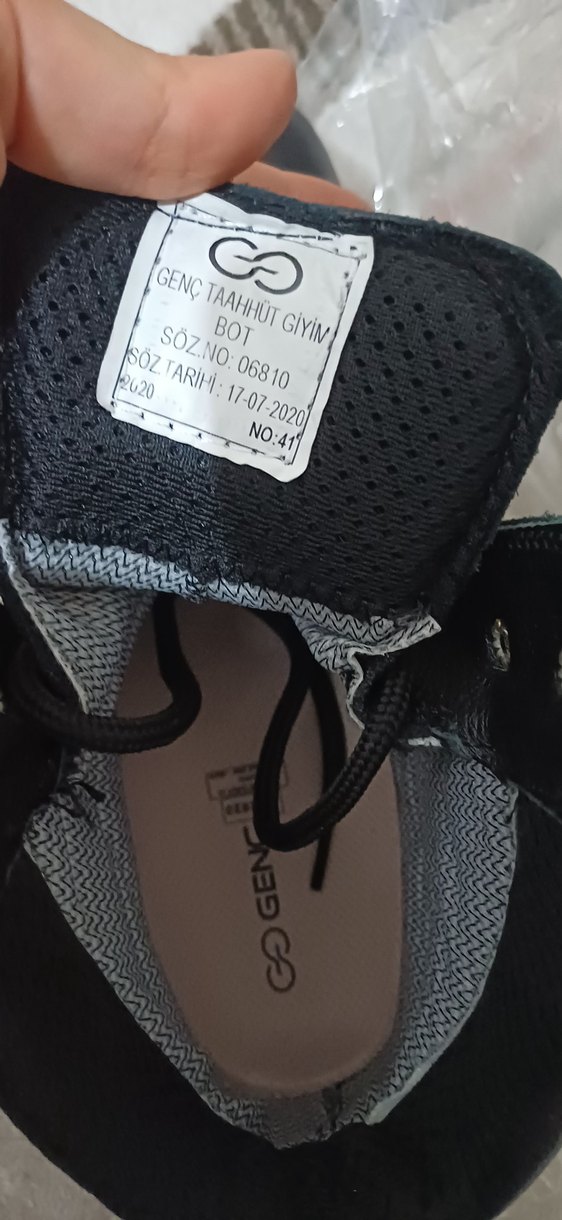 GENÇ TAAHHÜT GİYİM
BOT
SÖZ.NO: 06810
SÖZ.TARİHİ : 17-07-2020
2020
NO:41
GENÇ